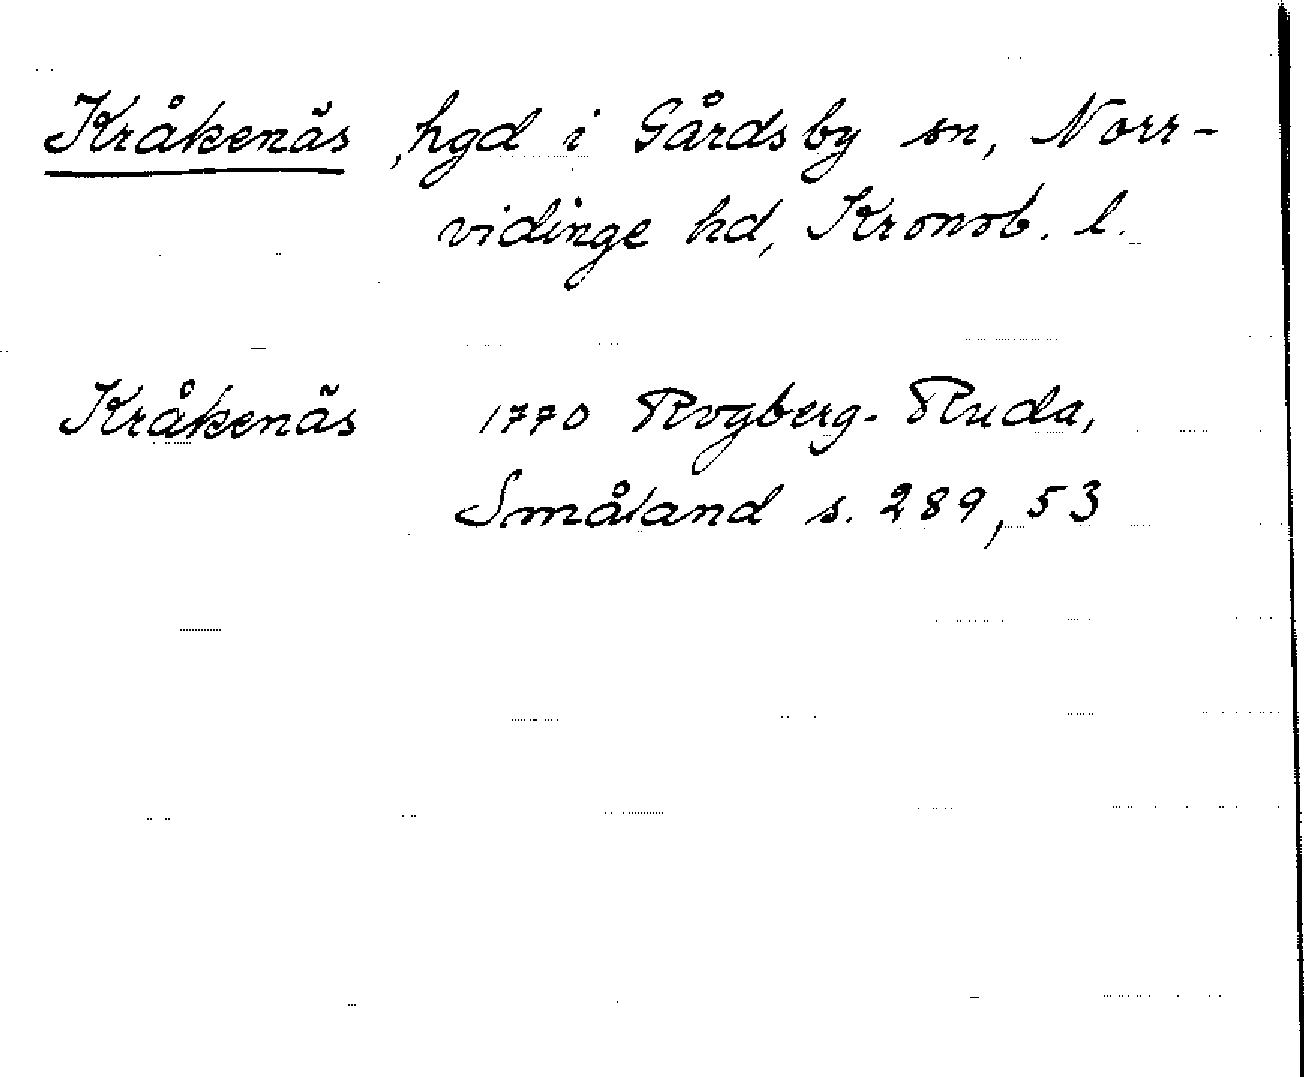 Kråkenäs, hgd i Gårdsby sn, Norr-
vidinge hd, Kronob. l.
Kråkenäs 1770 Rogberg-Ruda,
Småland s. 289, 53